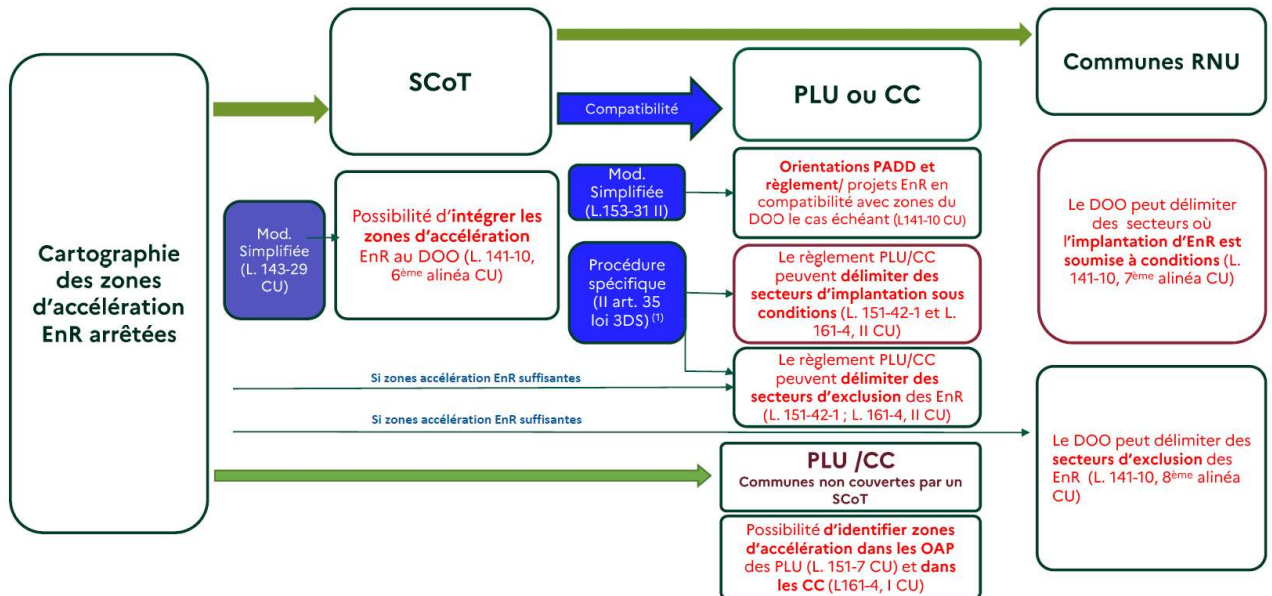 Cartographie
des zones
d'accélération
EnR arrêtées
SCoT
Mod.
Simplifiée
(L. 143-29
CU)
Possibilité d'intégrer les
zones d'accélération
EnR au DOO (L. 141-10,
6ème alinéa CU)
Compatibilité
PLU ou CC
Mod.
Simplifiée
(L.153-31 II)
Orientations PADD et
règlement/ projets EnR en
compatibilité avec zones du
DOO le cas échéant (L141-10 CU)
Procédure
spécifique
(II art. 35
loi 3DS) (1)
Le règlement PLU/CC
peuvent délimiter des
secteurs d'implantation sous
conditions (L. 151-42-1 et L.
161-4, II CU)
Le règlement PLU/CC
peuvent délimiter des
secteurs d'exclusion des EnR
(L. 151-42-1 ; L. 161-4, II CU)
Si zones accélération EnR suffisantes
Si zones accélération EnR suffisantes
PLU /CC
Communes non couvertes par un
SCoT
Possibilité d'identifier zones
d'accélération dans les OAP
des PLU (L. 151-7 CU) et dans
les CC (L161-4, I CU)
Communes RNU
Le DOO peut délimiter
des secteurs où
l'implantation d'EnR est
soumise à conditions (L.
141-10, 7ème alinéa CU)
Le DOO peut délimiter des
secteurs d'exclusion des
EnR (L. 141-10, 8ème alinéa
CU)